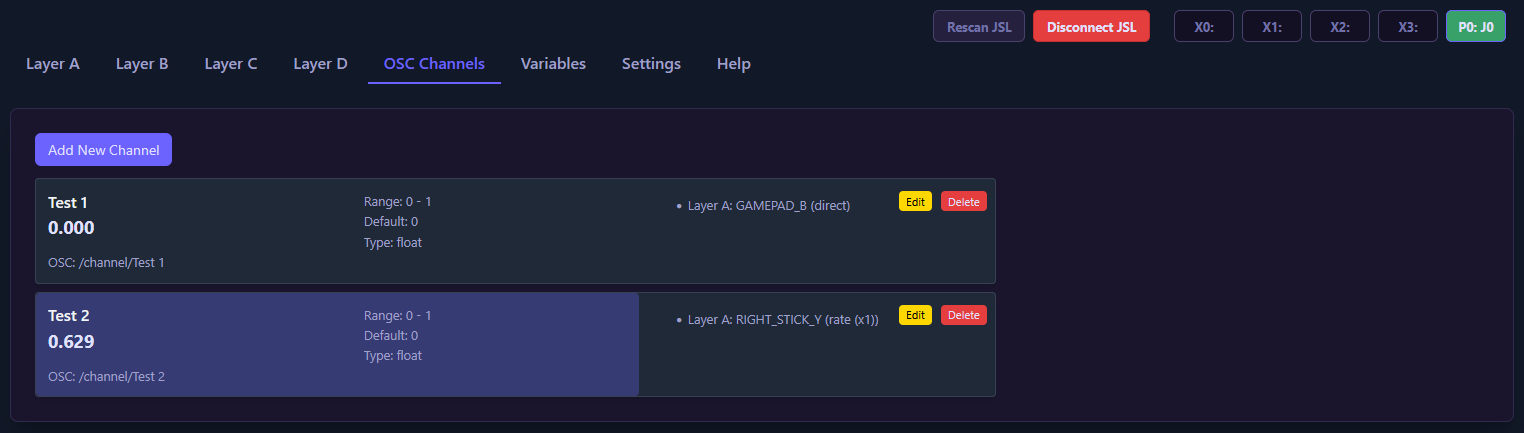 Rescan JSL Disconnect JSL X0: X1: X2: X3: P0: J0
Layer A Layer B Layer C Layer D OSC Channels Variables Settings Help
Add New Channel
Test 1
0.000
OSC: /channel/Test 1
Range: 0 - 1
Default: 0
Type: float
• Layer A: GAMEPAD_B (direct)
Edit Delete
Test 2
0.629
OSC: /channel/Test 2
Range: 0 - 1
Default: 0
Type: float
• Layer A: RIGHT_STICK_Y (rate (x1))
Edit Delete